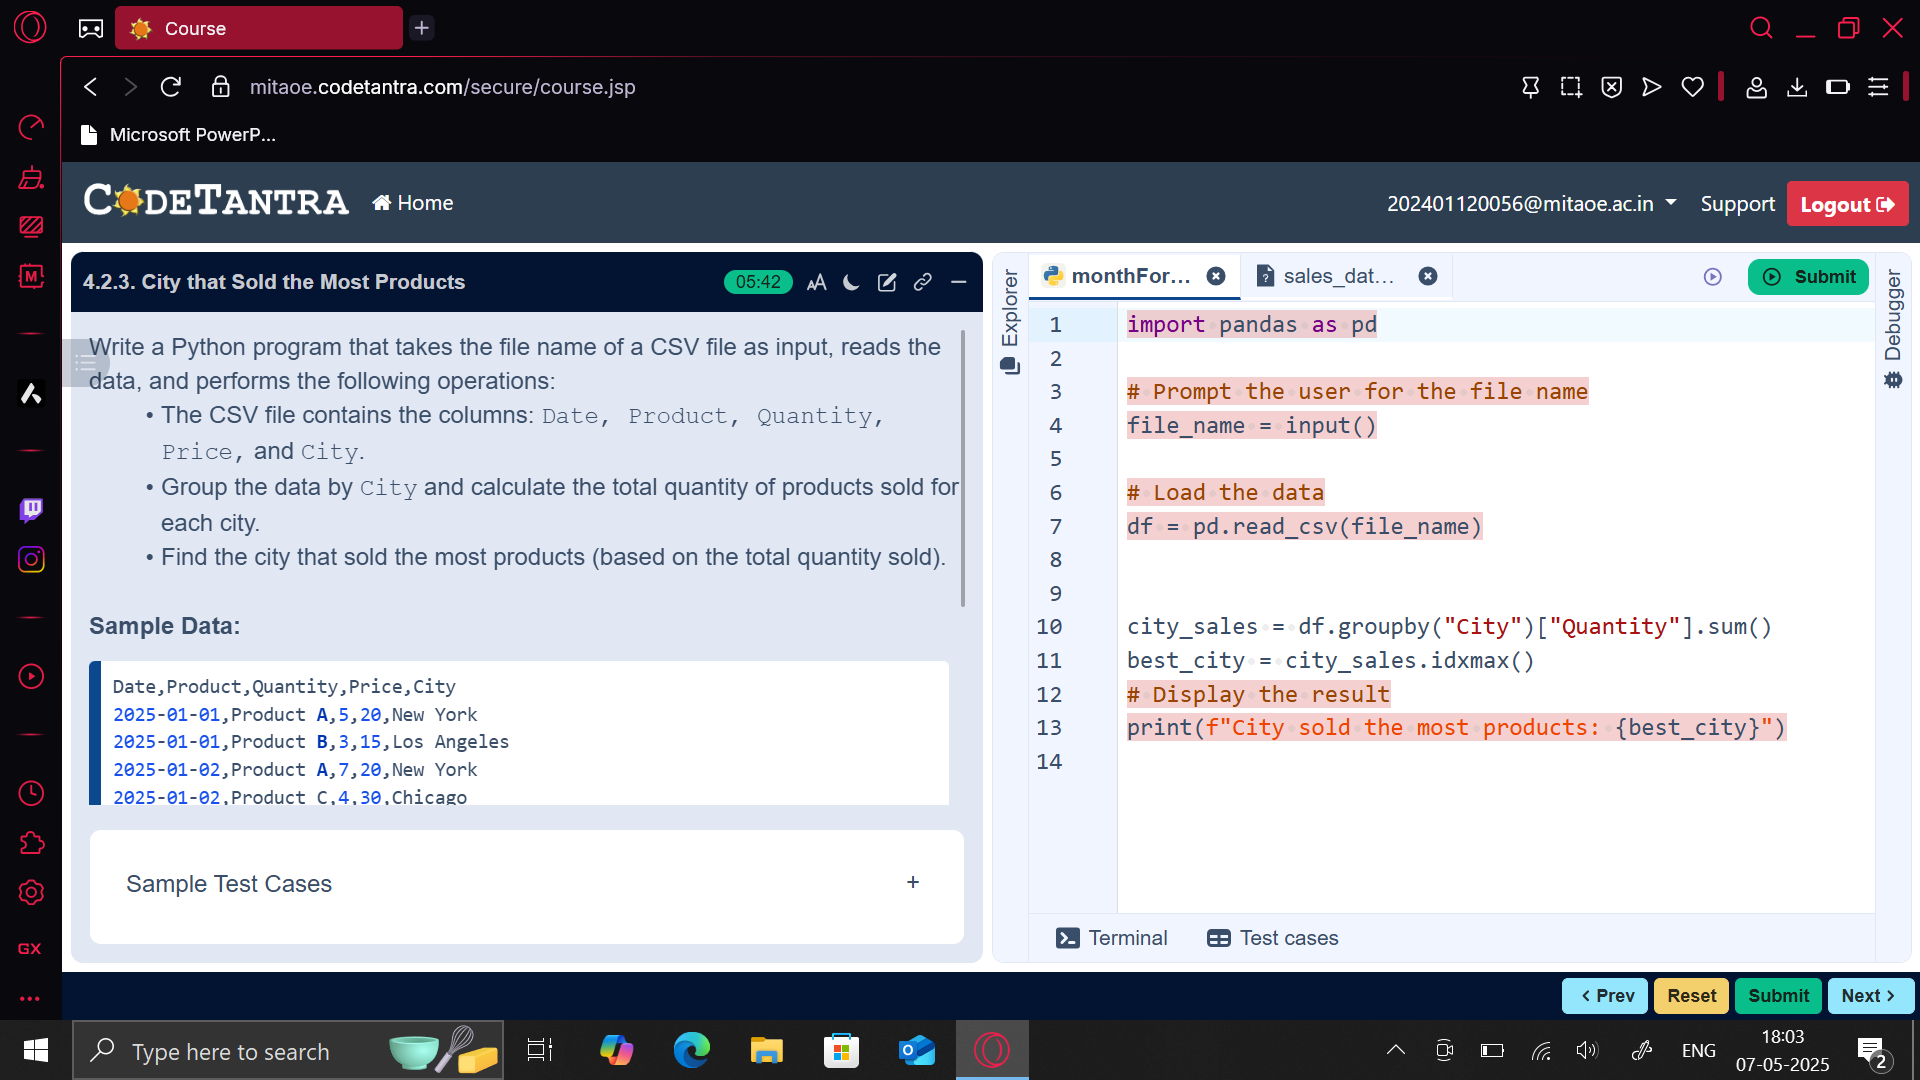 Course
mitaoe.codetantra.com/secure/course.jsp
Microsoft PowerP...
CODETANTRA
Home
202401120056@mitaoe.ac.in
Support
Logout
4.2.3. City that Sold the Most Products
05:42
AA
Write a Python program that takes the file name of a CSV file as input, reads the
data, and performs the following operations:
• The CSV file contains the columns: Date, Product, Quantity,
Price, and City.
• Group the data by City and calculate the total quantity of products sold for
each city.
• Find the city that sold the most products (based on the total quantity sold).
Sample Data:
Date,Product,Quantity,Price,City
2025-01-01,Product A,5,20,New York
2025-01-01,Product B,3,15,Los Angeles
2025-01-02,Product A,7,20,New York
2025-01-02,Product C,4,30,Chicago
Sample Test Cases
+
Explorer
monthFor...
sales_dat...
Submit
Debugger
1 import pandas as pd
2
3 # Prompt the user for the file name
4 file_name = input()
5
6 # Load the data
7 df = pd.read_csv(file_name)
8
9
10 city_sales = df.groupby("City")["Quantity"].sum()
11 best_city = city_sales.idxmax()
12 # Display the result
13 print(f"City sold the most products: {best_city}")
14
Terminal
Test cases
< Prev
Reset
Submit
Next >
M
GX
Type here to search
ENG
18:03
07-05-2025
2